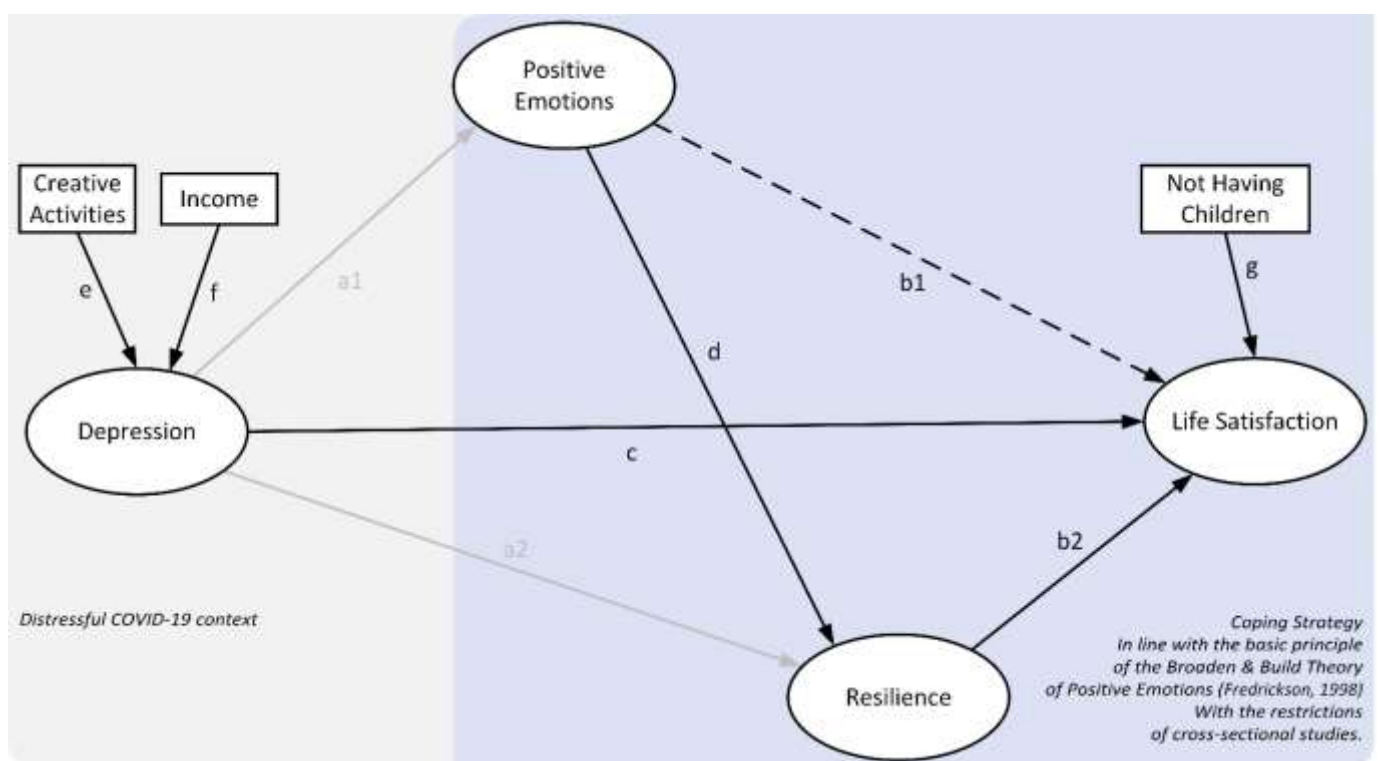 Positive
Emotions
Creative
Activities
Income
Not Having
Children
e
f
a1
b1
g
d
Depression
c
Life Satisfaction
a2
b2
Resilience
Distressful COVID-19 context
Coping Strategy
In line with the basic principle
of the Broaden & Build Theory
of Positive Emotions (Fredrickson, 1998)
With the restrictions
of cross-sectional studies.